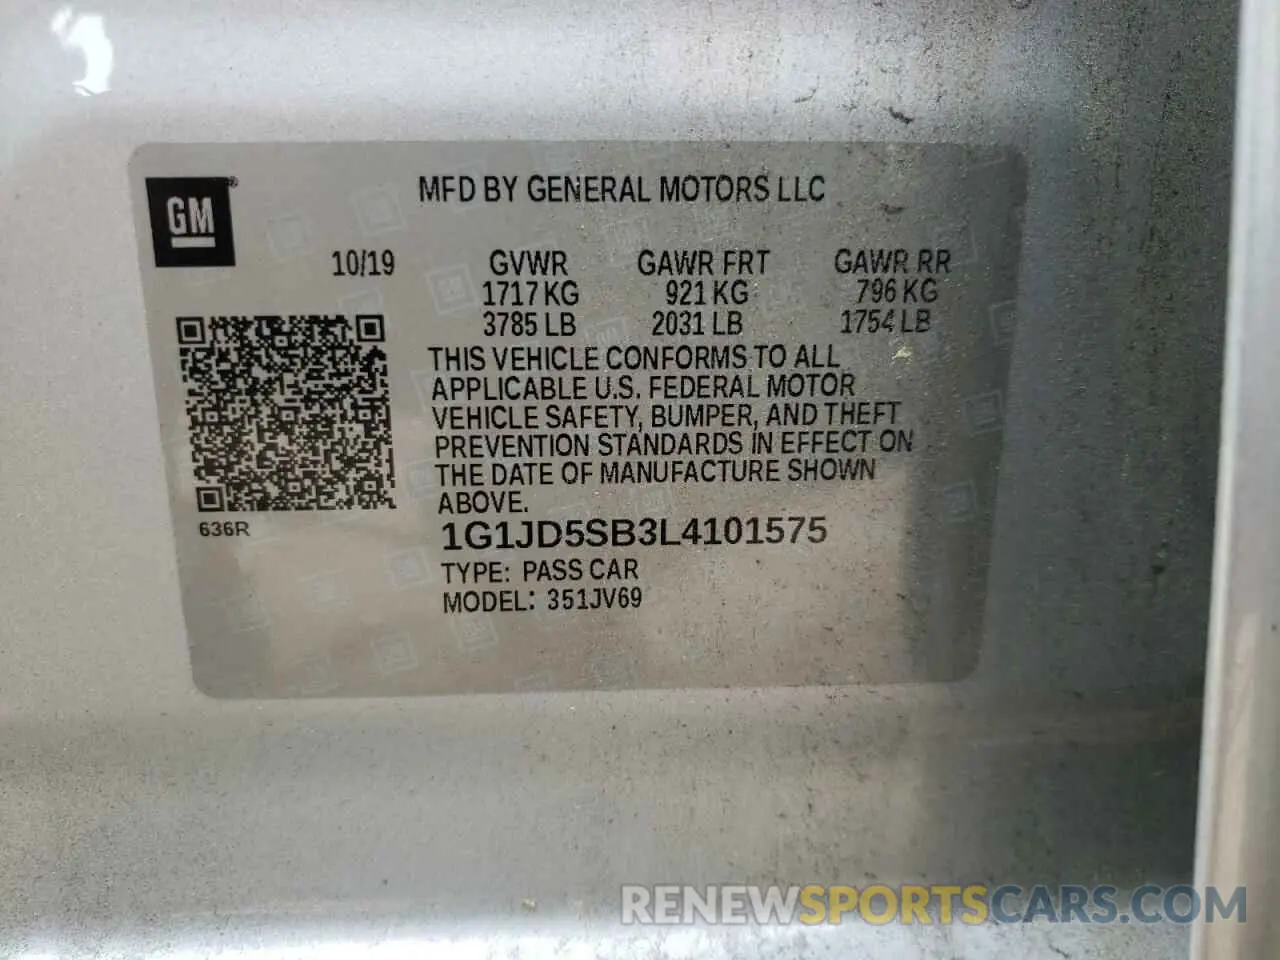 GM®
MFD BY GENERAL MOTORS LLC
10/19 GVWR GAWR FRT GAWR RR
1717 KG 921 KG 796 KG
3785 LB 2031 LB 1754 LB
THIS VEHICLE CONFORMS TO ALL
APPLICABLE U.S. FEDERAL MOTOR
VEHICLE SAFETY, BUMPER, AND THEFT
PREVENTION STANDARDS IN EFFECT ON
THE DATE OF MANUFACTURE SHOWN
ABOVE.
636R
1G1JD5SB3L4101575
TYPE: PASS CAR
MODEL: 351JV69
RENEWSPORTSCARS.COM